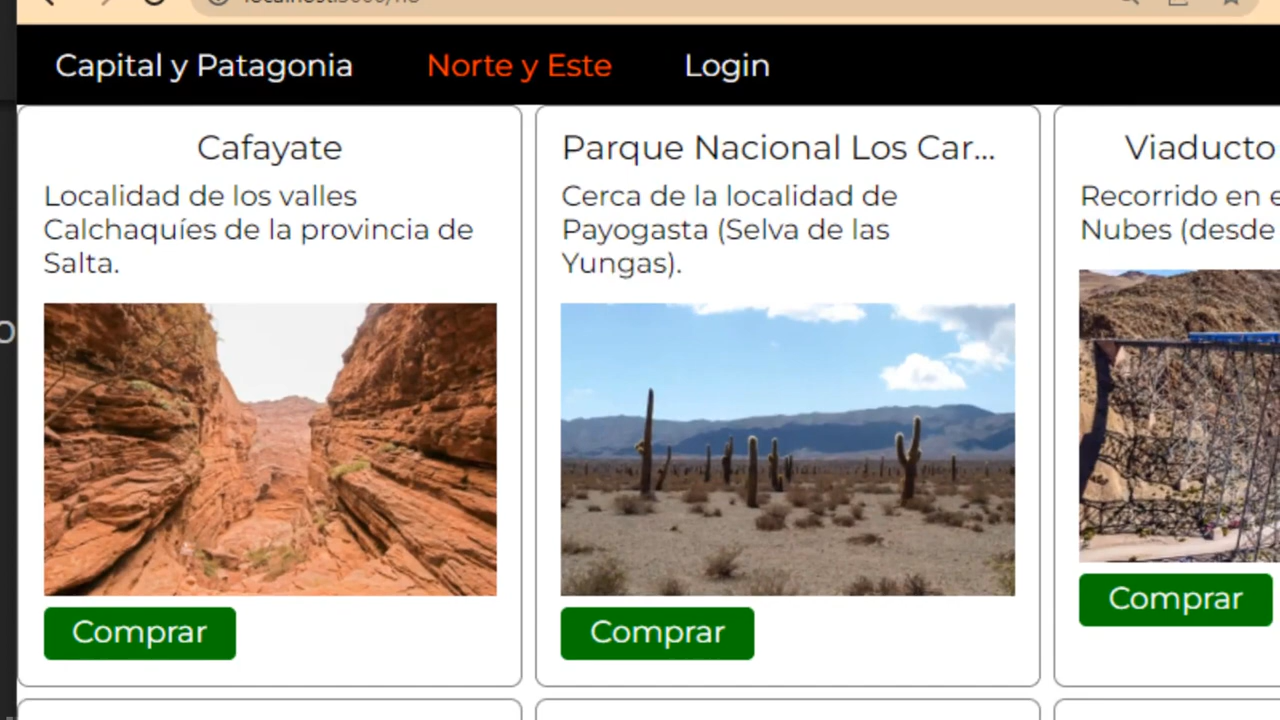 Capital y Patagonia
Norte y Este
Login
Cafayate
Localidad de los valles
Calchaquíes de la provincia de
Salta.
Comprar
Parque Nacional Los Car...
Cerca de la localidad de
Payogasta (Selva de las
Yungas).
Comprar
Viaducto
Recorrido en e
Nubes (desde
Comprar